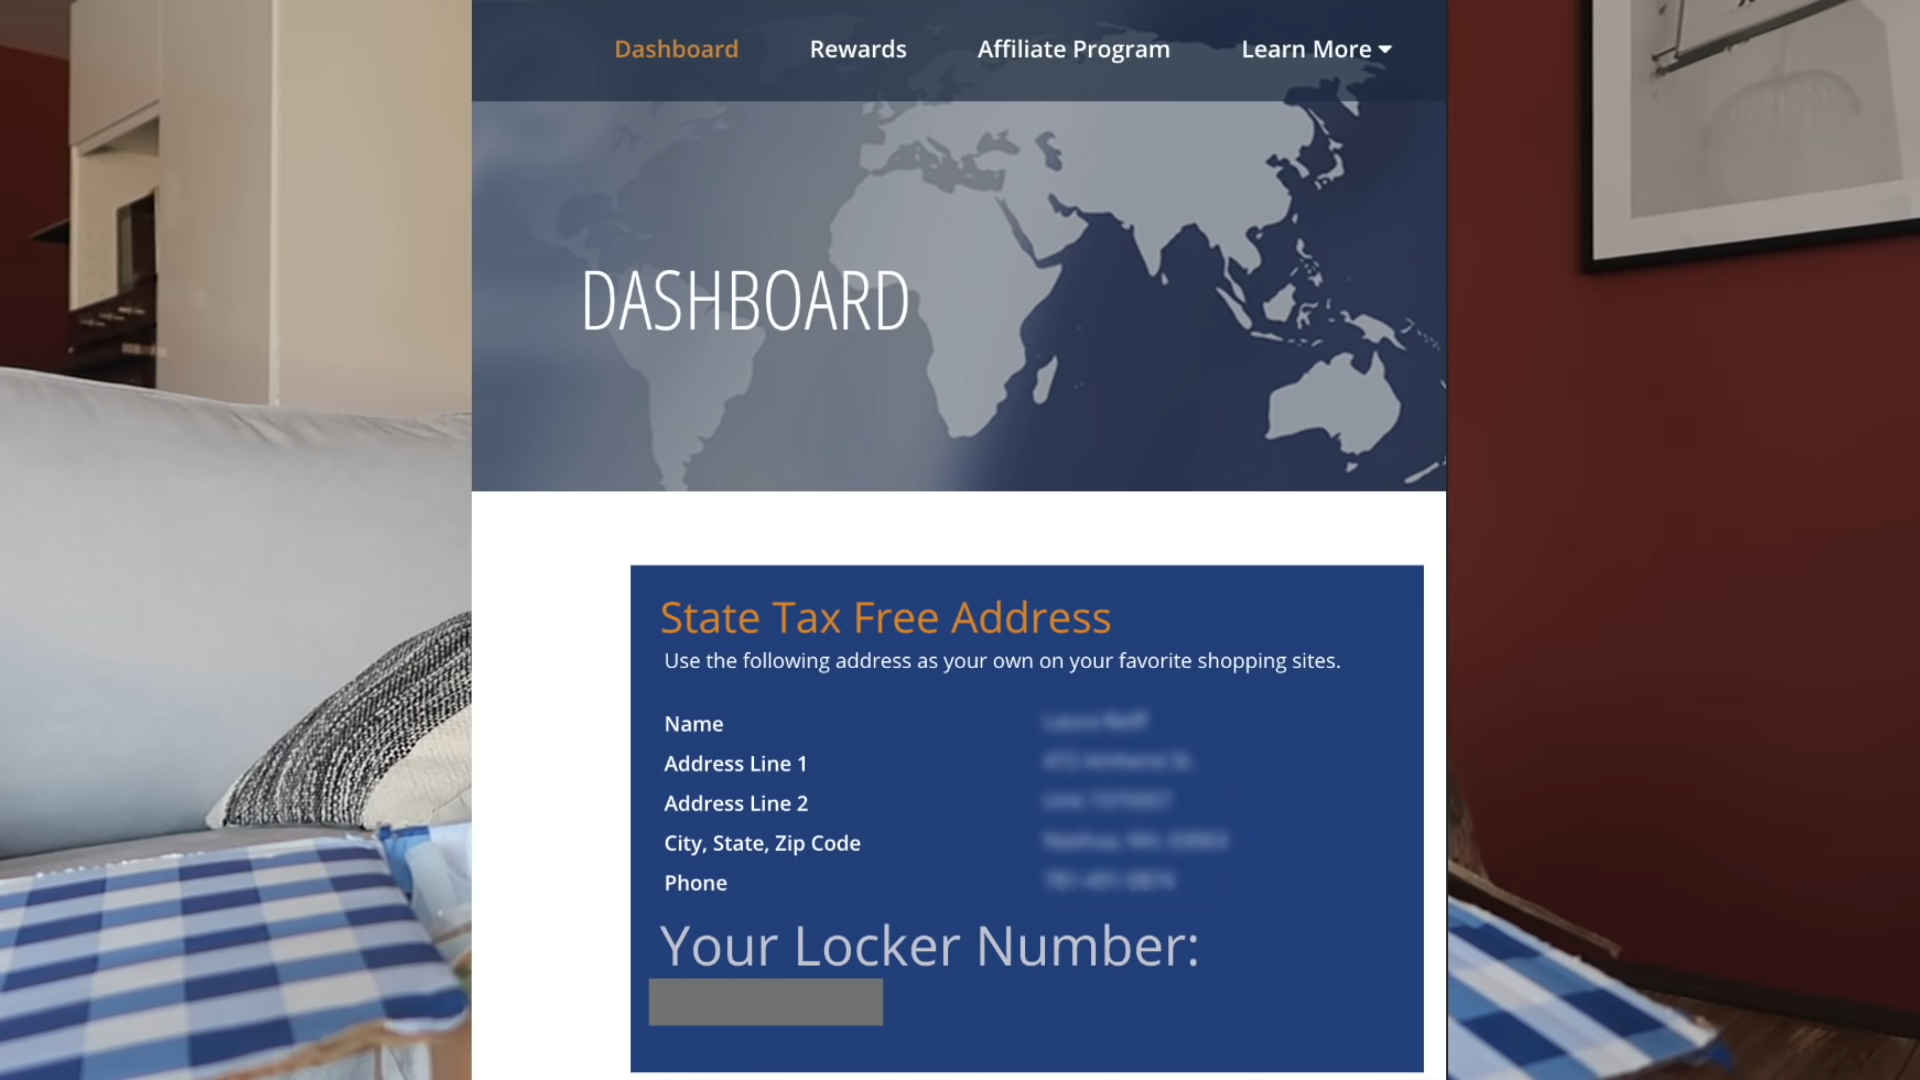 Dashboard Rewards Affiliate Program Learn More
DASHBOARD
State Tax Free Address
Use the following address as your own on your favorite shopping sites.
Name
Address Line 1
Address Line 2
City, State, Zip Code
Phone
Your Locker Number: